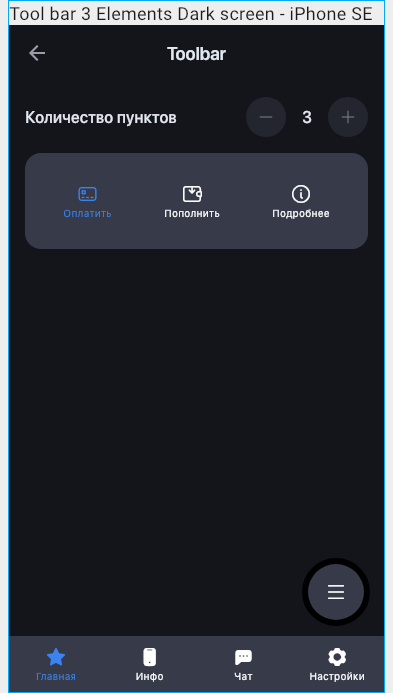 Tool bar 3 Elements Dark screen - iPhone SE
Toolbar
Количество пунктов 3
Оплатить Пополнить Подробнее
Главная Инфо Чат Настройки